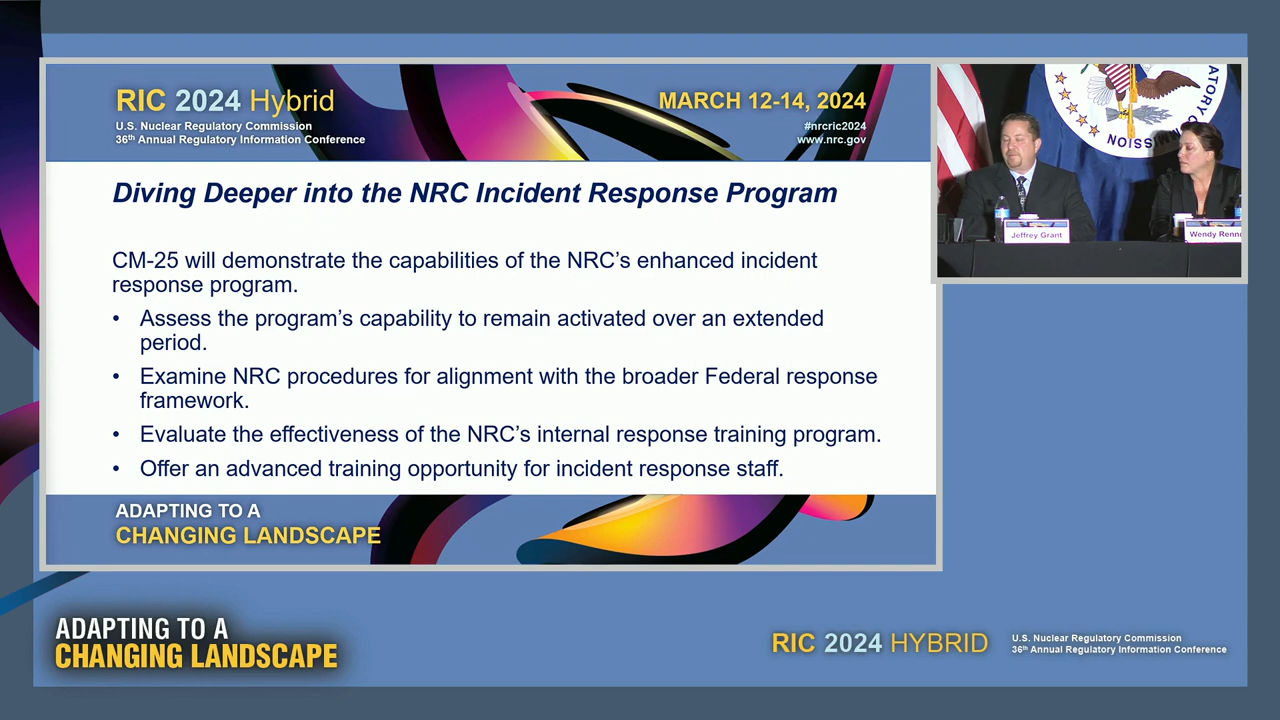 RIC 2024 Hybrid
U.S. Nuclear Regulatory Commission
36th Annual Regulatory Information Conference
MARCH 12-14, 2024
#nrcric2024
www.nrc.gov
Diving Deeper into the NRC Incident Response Program
CM-25 will demonstrate the capabilities of the NRC's enhanced incident
response program.
• Assess the program's capability to remain activated over an extended
period.
• Examine NRC procedures for alignment with the broader Federal response
framework.
• Evaluate the effectiveness of the NRC's internal response training program.
• Offer an advanced training opportunity for incident response staff.
ADAPTING TO A
CHANGING LANDSCAPE
Jeffrey Grant
Wendy
ADAPTING TO A
CHANGING LANDSCAPE
RIC 2024 HYBRID
U.S. Nuclear Regulatory Commission
36th Annual Regulatory Information Conference